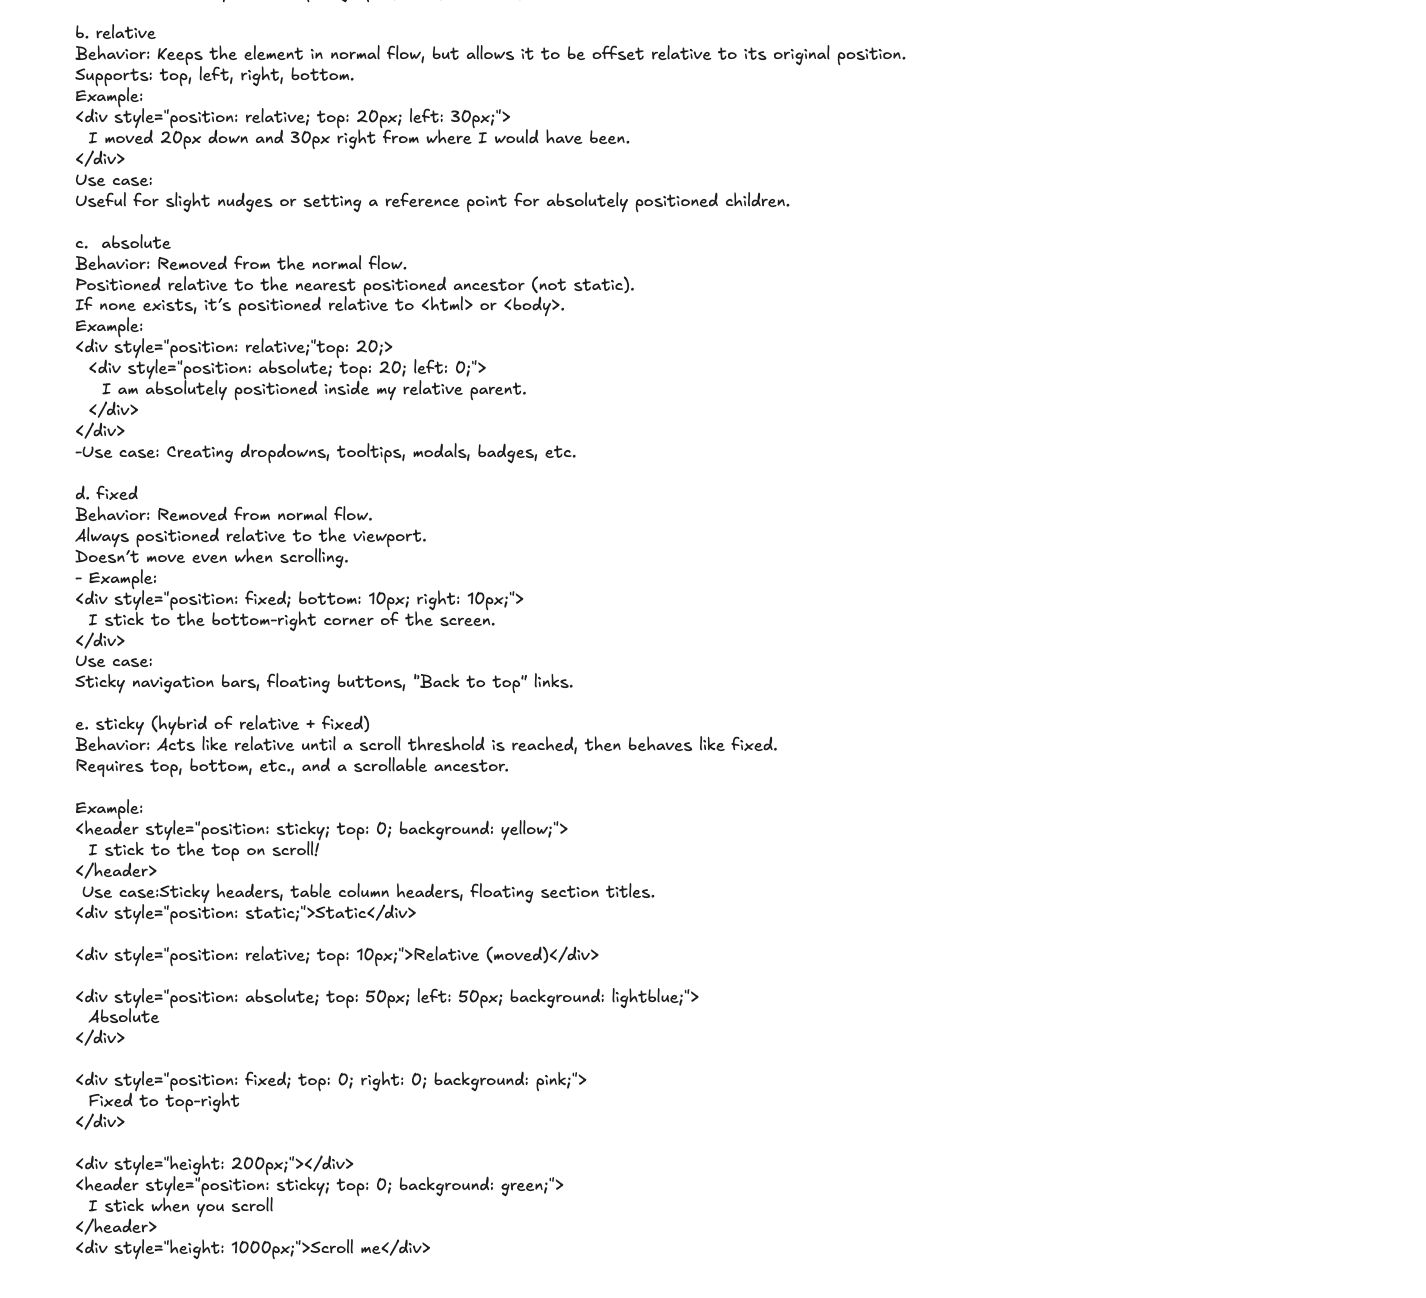 b. relative
Behavior: Keeps the element in normal flow, but allows it to be offset relative to its original position.
Supports: top, left, right, bottom.
Example:
<div style="position: relative; top: 20px; left: 30px;">
  I moved 20px down and 30px right from where I would have been.
</div>
Use case:
Useful for slight nudges or setting a reference point for absolutely positioned children.

c.  absolute
Behavior: Removed from the normal flow.
Positioned relative to the nearest positioned ancestor (not static).
If none exists, it’s positioned relative to <html> or <body>.
Example:
<div style="position: relative;"top: 20;>
  <div style="position: absolute; top: 20; left: 0;">
    I am absolutely positioned inside my relative parent.
  </div>
</div>
-Use case: Creating dropdowns, tooltips, modals, badges, etc.

d. fixed
Behavior: Removed from normal flow.
Always positioned relative to the viewport.
Doesn’t move even when scrolling.
- Example:
<div style="position: fixed; bottom: 10px; right: 10px;">
  I stick to the bottom-right corner of the screen.
</div>
Use case:
Sticky navigation bars, floating buttons, "Back to top" links.

e. sticky (hybrid of relative + fixed)
Behavior: Acts like relative until a scroll threshold is reached, then behaves like fixed.
Requires top, bottom, etc., and a scrollable ancestor.

Example:
<header style="position: sticky; top: 0; background: yellow;">
  I stick to the top on scroll!
</header>
 Use case:Sticky headers, table column headers, floating section titles.
<div style="position: static;">Static</div>

<div style="position: relative; top: 10px;">Relative (moved)</div>

<div style="position: absolute; top: 50px; left: 50px; background: lightblue;">
  Absolute
</div>

<div style="position: fixed; top: 0; right: 0; background: pink;">
  Fixed to top-right
</div>

<div style="height: 200px;"></div>
<header style="position: sticky; top: 0; background: green;">
  I stick when you scroll
</header>
<div style="height: 1000px;">Scroll me</div>